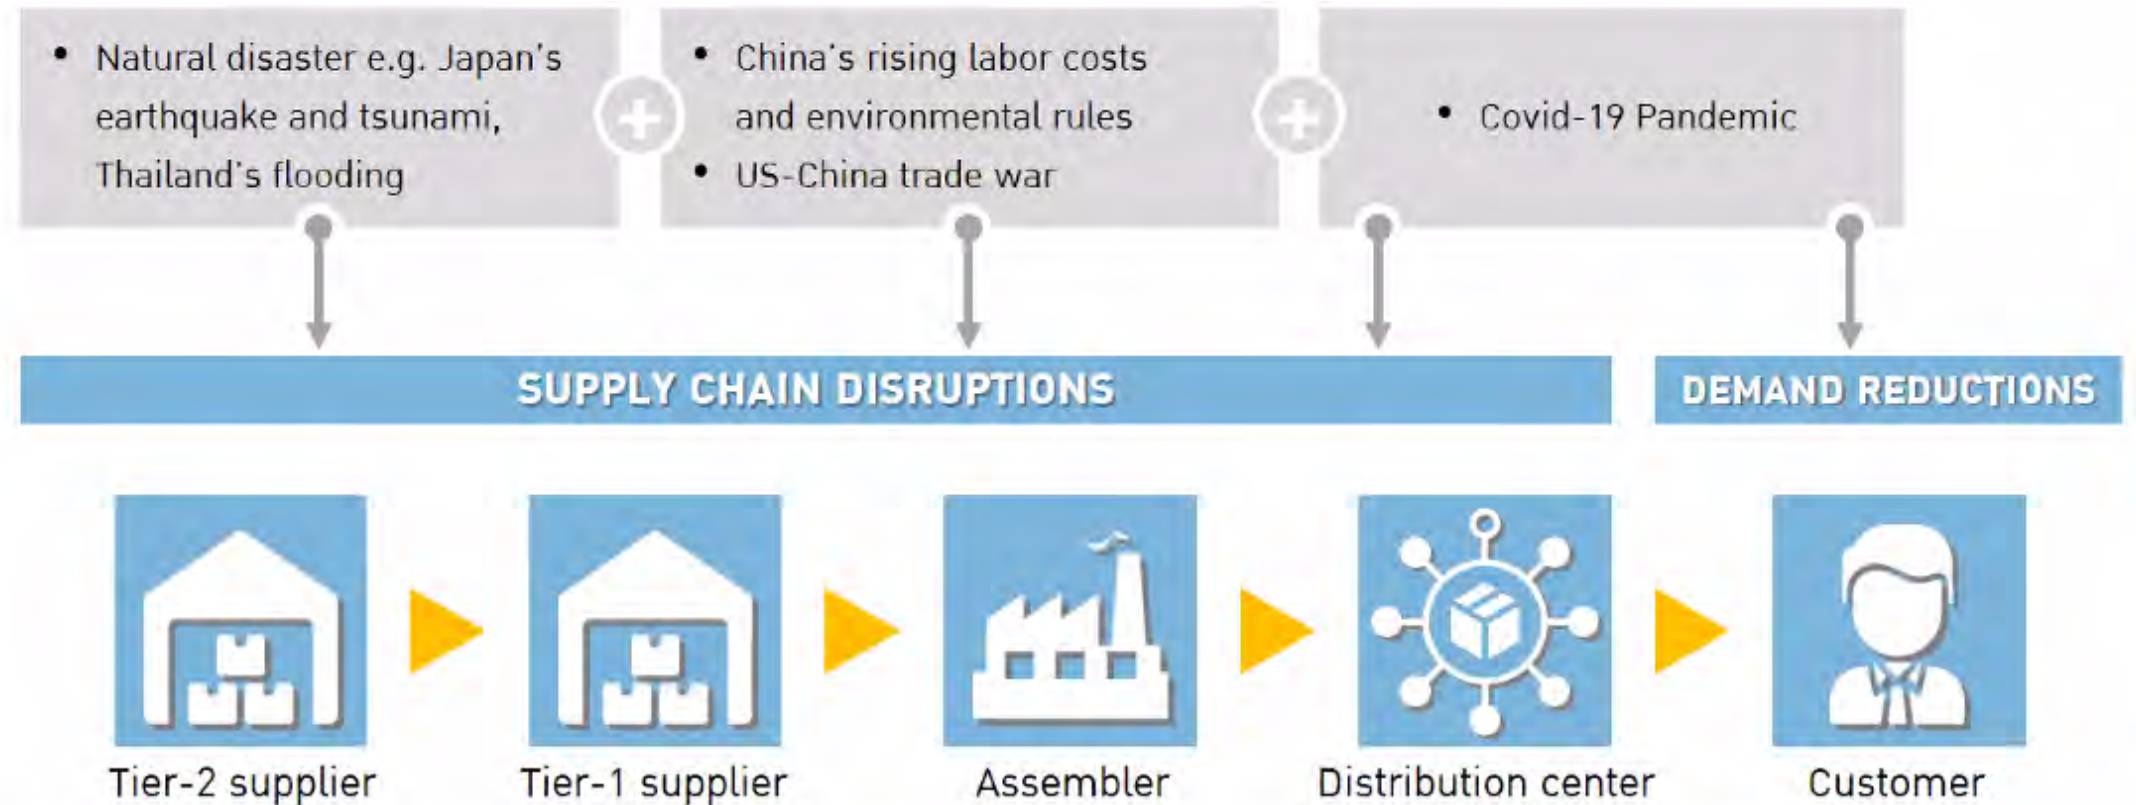 • Natural disaster e.g. Japan's
earthquake and tsunami,
Thailand's flooding
• China's rising labor costs
and environmental rules
• US-China trade war
• Covid-19 Pandemic
SUPPLY CHAIN DISRUPTIONS
DEMAND REDUCTIONS
Tier-2 supplier
Tier-1 supplier
Assembler
Distribution center
Customer